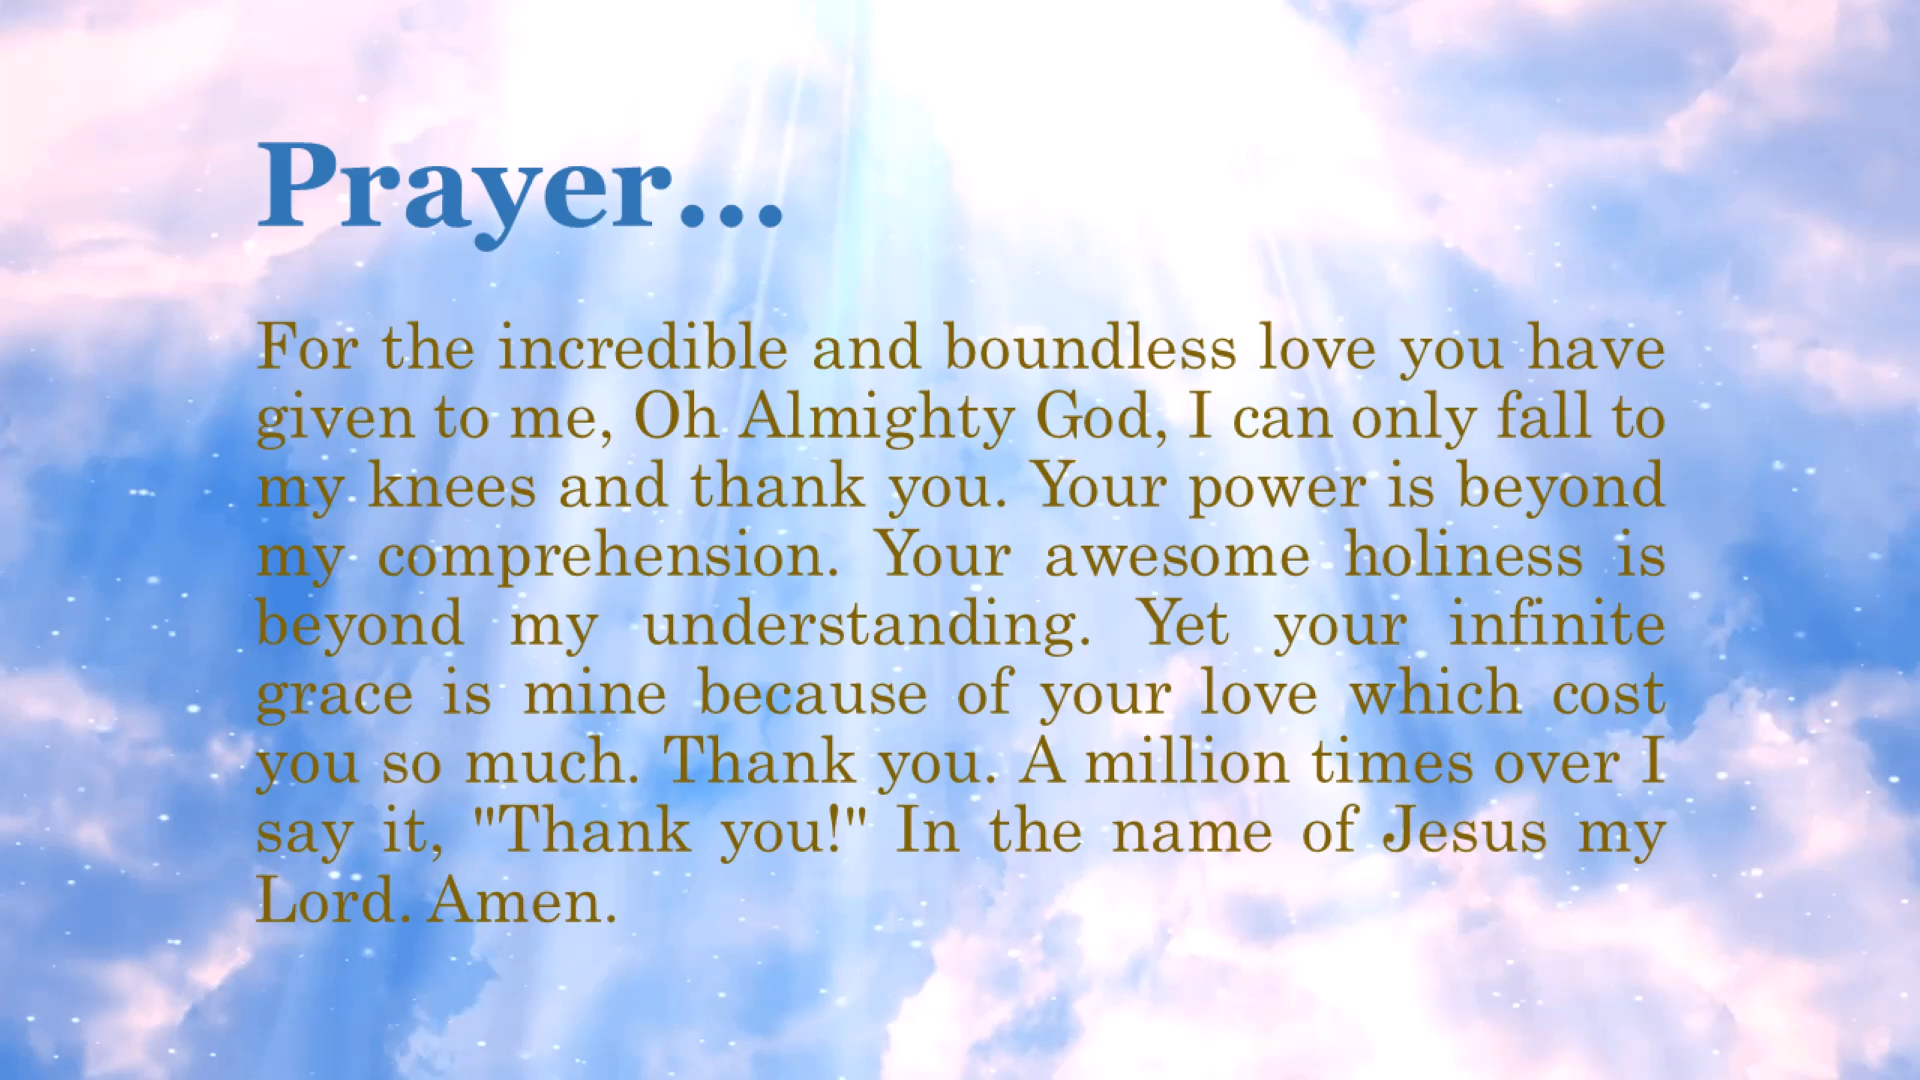 Prayer...
For the incredible and boundless love you have
given to me, Oh Almighty God, I can only fall to
my knees and thank you. Your power is beyond
my comprehension. Your awesome holiness is
beyond my understanding. Yet your infinite
grace is mine because of your love which cost
you so much. Thank you. A million times over I
say it, "Thank you!" In the name of Jesus my
Lord. Amen.